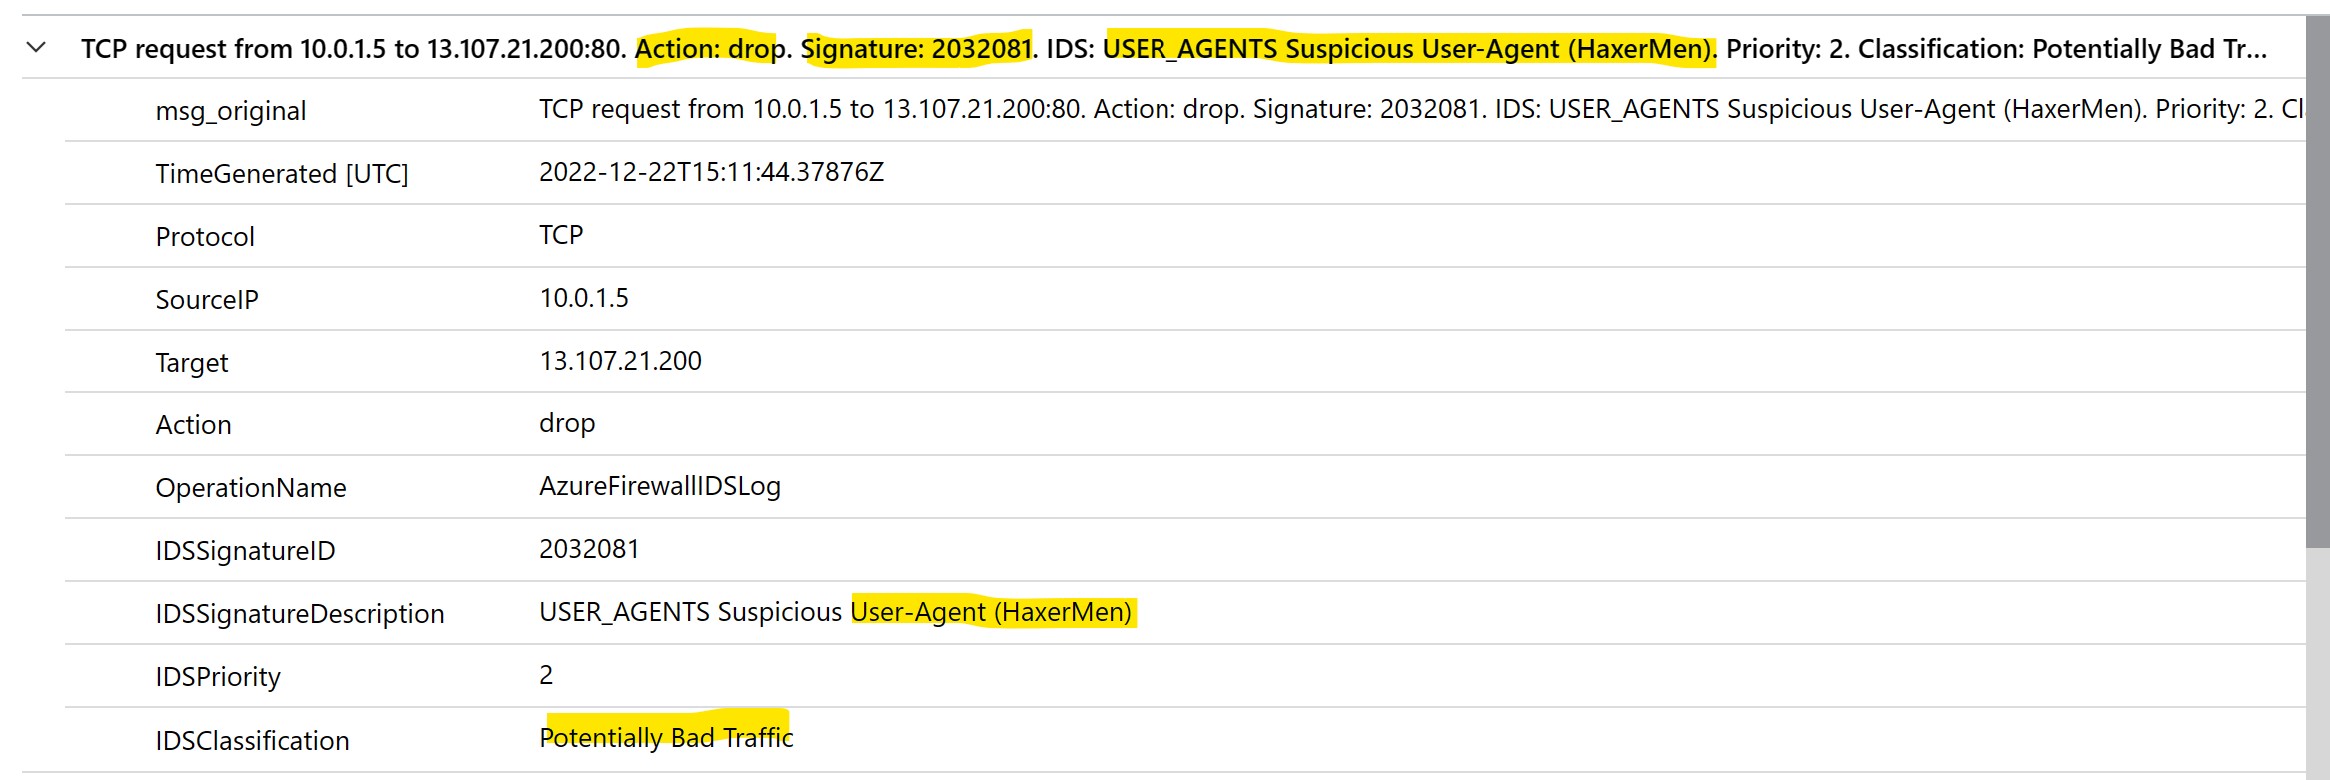 TCP request from 10.0.1.5 to 13.107.21.200:80. Action: drop. Signature: 2032081. IDS: USER_AGENTS Suspicious User-Agent (HaxerMen). Priority: 2. Classification: Potentially Bad Tr...
msg_original TCP request from 10.0.1.5 to 13.107.21.200:80. Action: drop. Signature: 2032081. IDS: USER_AGENTS Suspicious User-Agent (HaxerMen). Priority: 2. Cl
TimeGenerated [UTC] 2022-12-22T15:11:44.37876Z
Protocol TCP
SourceIP 10.0.1.5
Target 13.107.21.200
Action drop
OperationName AzureFirewallIDSLog
IDSSignatureID 2032081
IDSSignatureDescription USER_AGENTS Suspicious User-Agent (HaxerMen)
IDSPriority 2
IDSClassification Potentially Bad Traffic